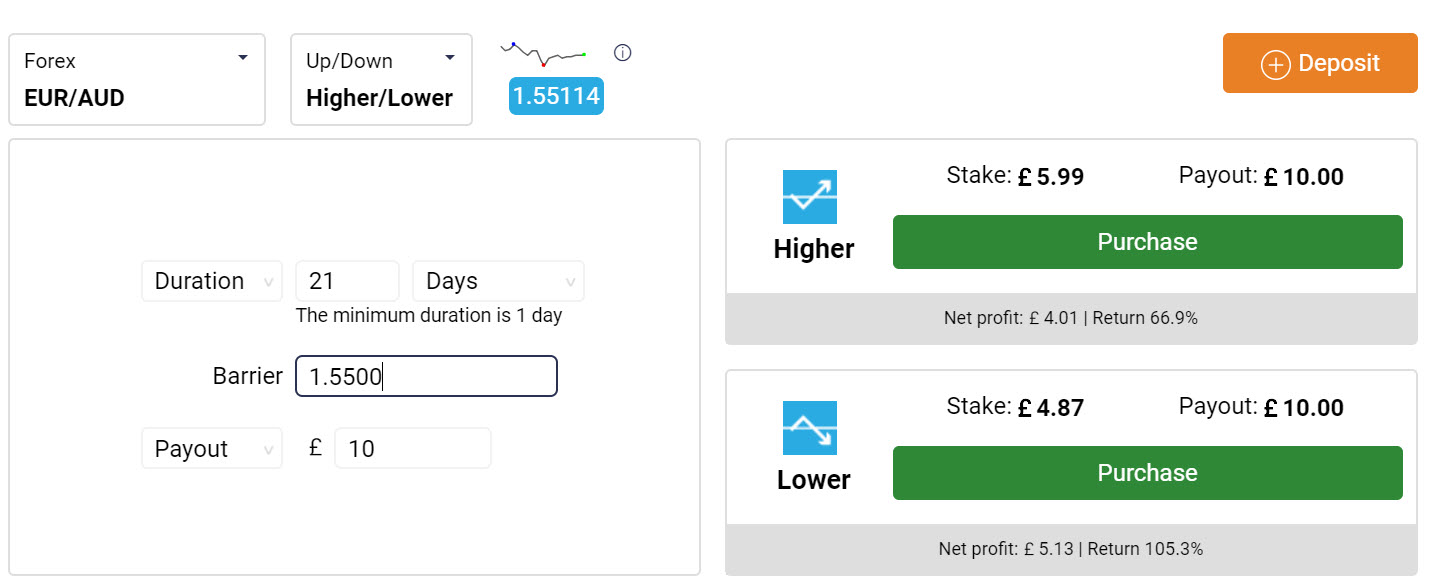 Forex
EUR/AUD
Up/Down
Higher/Lower
1.55114
Deposit
Duration 21 Days
The minimum duration is 1 day
Barrier 1.5500
Payout £ 10
Stake: £ 5.99 Payout: £ 10.00
Higher
Purchase
Net profit: £ 4.01 | Return 66.9%
Stake: £ 4.87 Payout: £ 10.00
Lower
Purchase
Net profit: £ 5.13 | Return 105.3%